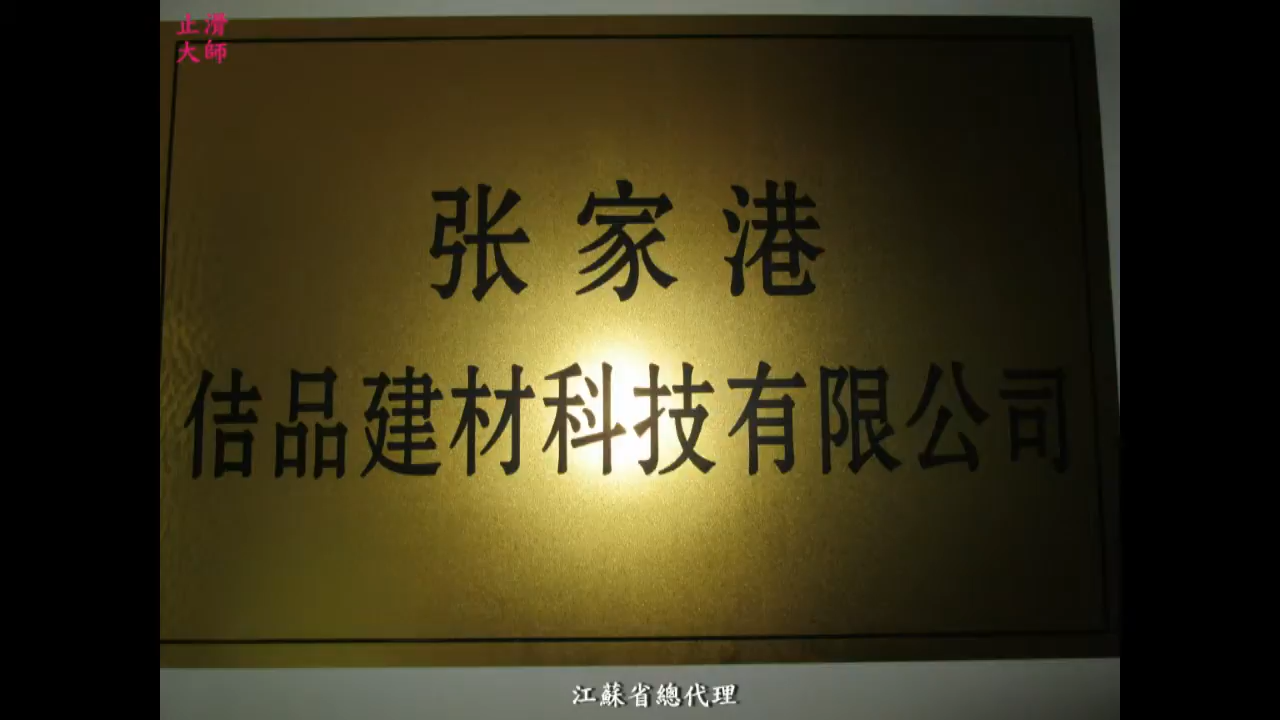 止滑
大師
张家港
佶品建材科技有限公司
江蘇省總代理